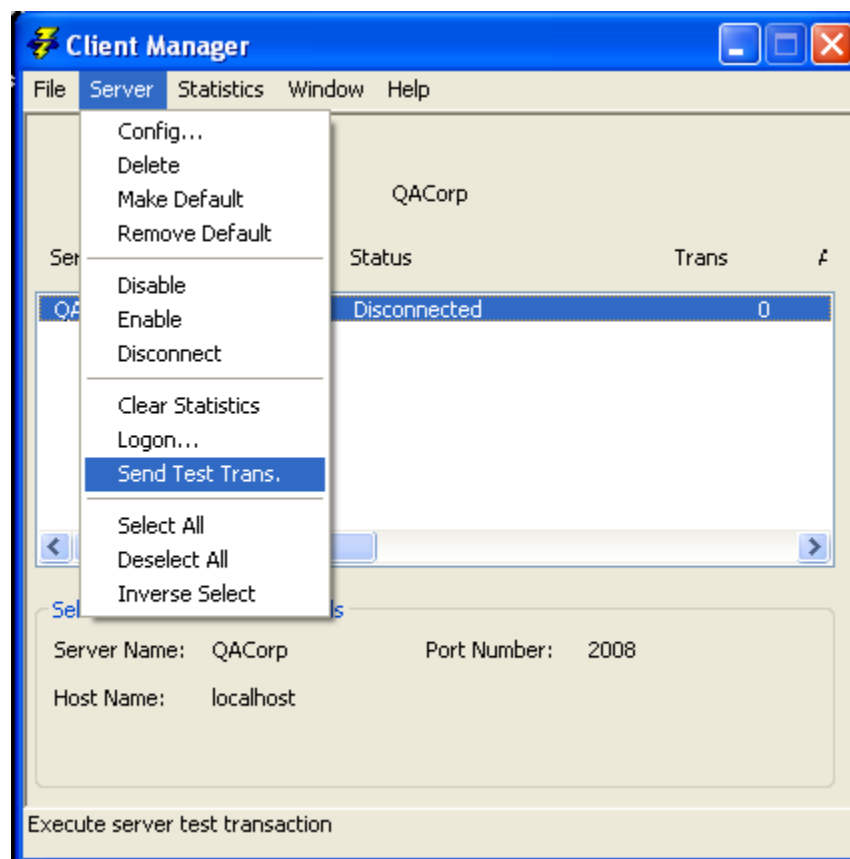 Client Manager
File Server Statistics Window Help
Config...
Delete
Make Default
Remove Default
Disable
Enable
Disconnect
Clear Statistics
Logon...
Send Test Trans.
Select All
Deselect All
Inverse Select
QACorp
Status Trans
Disconnected 0
Server Name: QACorp Port Number: 2008
Host Name: localhost
Execute server test transaction